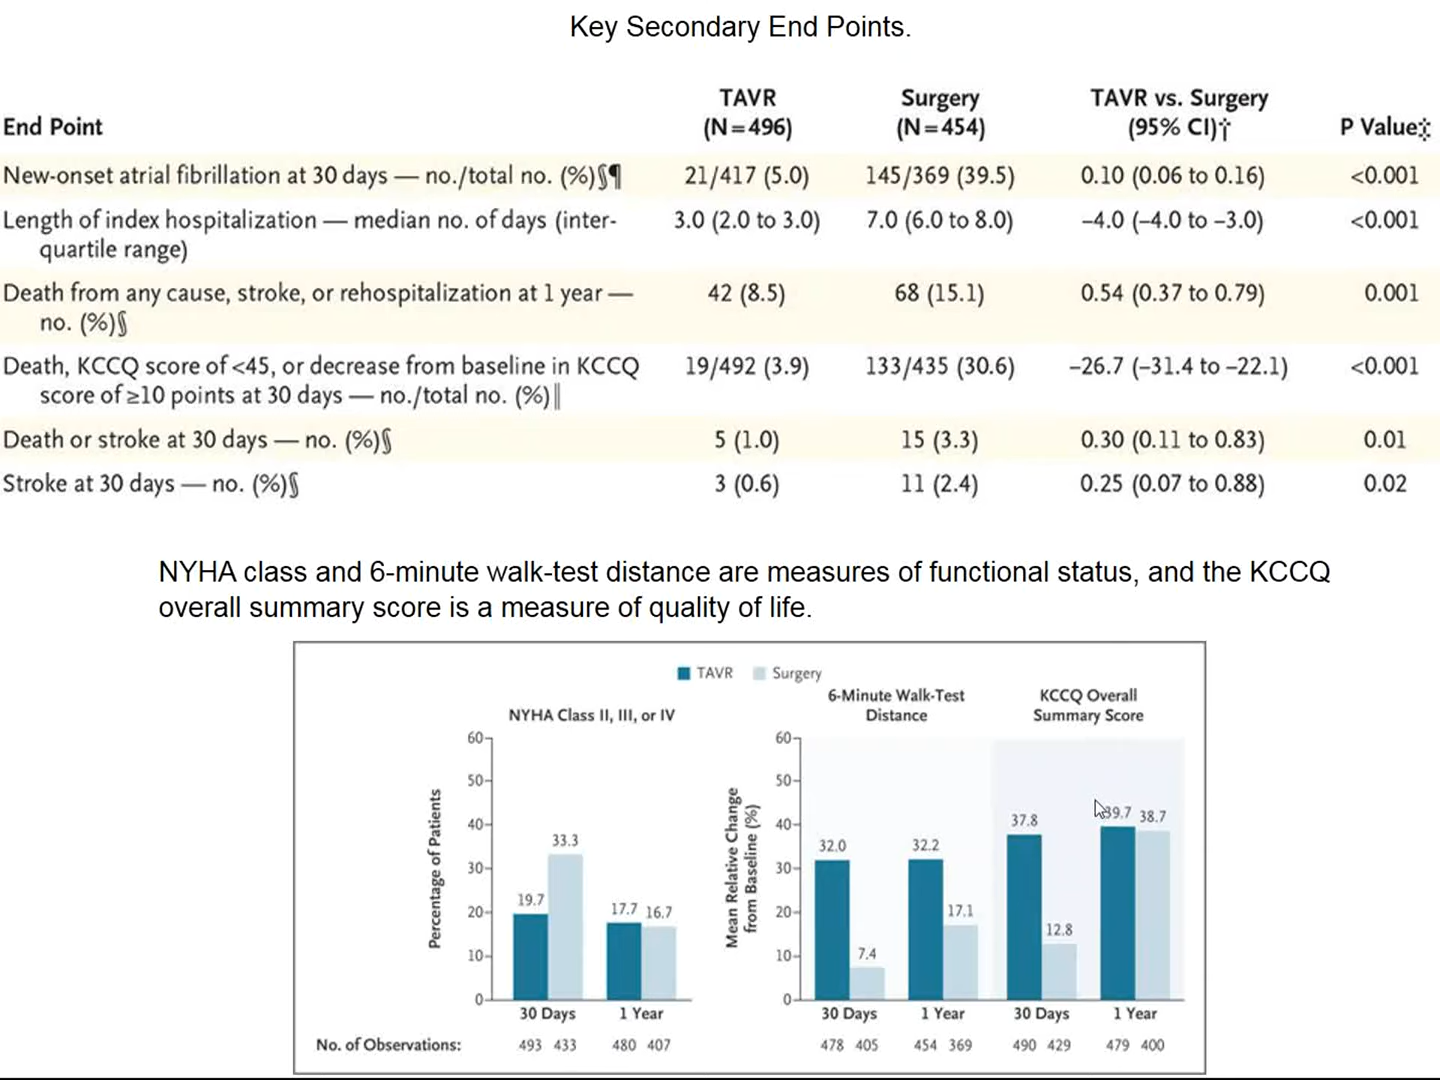 Key Secondary End Points.
End Point
TAVR
(N=496)
Surgery
(N=454)
TAVR vs. Surgery
(95% CI)†
P Value‡
New-onset atrial fibrillation at 30 days — no./total no. (%)§¶ 21/417 (5.0) 145/369 (39.5) 0.10 (0.06 to 0.16) <0.001
Length of index hospitalization — median no. of days (inter- 3.0 (2.0 to 3.0) 7.0 (6.0 to 8.0) −4.0 (−4.0 to −3.0) <0.001
quartile range)
Death from any cause, stroke, or rehospitalization at 1 year — 42 (8.5) 68 (15.1) 0.54 (0.37 to 0.79) 0.001
no. (%)§
Death, KCCQ score of <45, or decrease from baseline in KCCQ 19/492 (3.9) 133/435 (30.6) −26.7 (−31.4 to −22.1) <0.001
score of ≥10 points at 30 days — no./total no. (%)‖
Death or stroke at 30 days — no. (%)§ 5 (1.0) 15 (3.3) 0.30 (0.11 to 0.83) 0.01
Stroke at 30 days — no. (%)§ 3 (0.6) 11 (2.4) 0.25 (0.07 to 0.88) 0.02
NYHA class and 6-minute walk-test distance are measures of functional status, and the KCCQ
overall summary score is a measure of quality of life.
TAVR Surgery
NYHA Class II, III, or IV
Percentage of Patients
60
50
40
30
20
10
0
19.7 33.3 17.7 16.7
30 Days 1 Year
6-Minute Walk-Test
Distance
KCCQ Overall
Summary Score
Mean Relative Change
from Baseline (%)
60
50
40
30
20
10
0
32.0 7.4 32.2 17.1 37.8 12.8 39.7 38.7
30 Days 1 Year 30 Days 1 Year
No. of Observations: 493 433 480 407 478 405 454 369 490 429 479 400